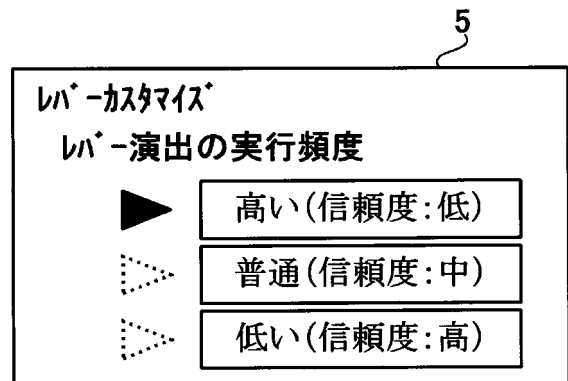 5
ﾚﾊﾞｰｶｽﾀﾏｲｽﾞ
ﾚﾊﾞｰ演出の実行頻度
高い(信頼度:低)
普通(信頼度:中)
低い(信頼度:高)